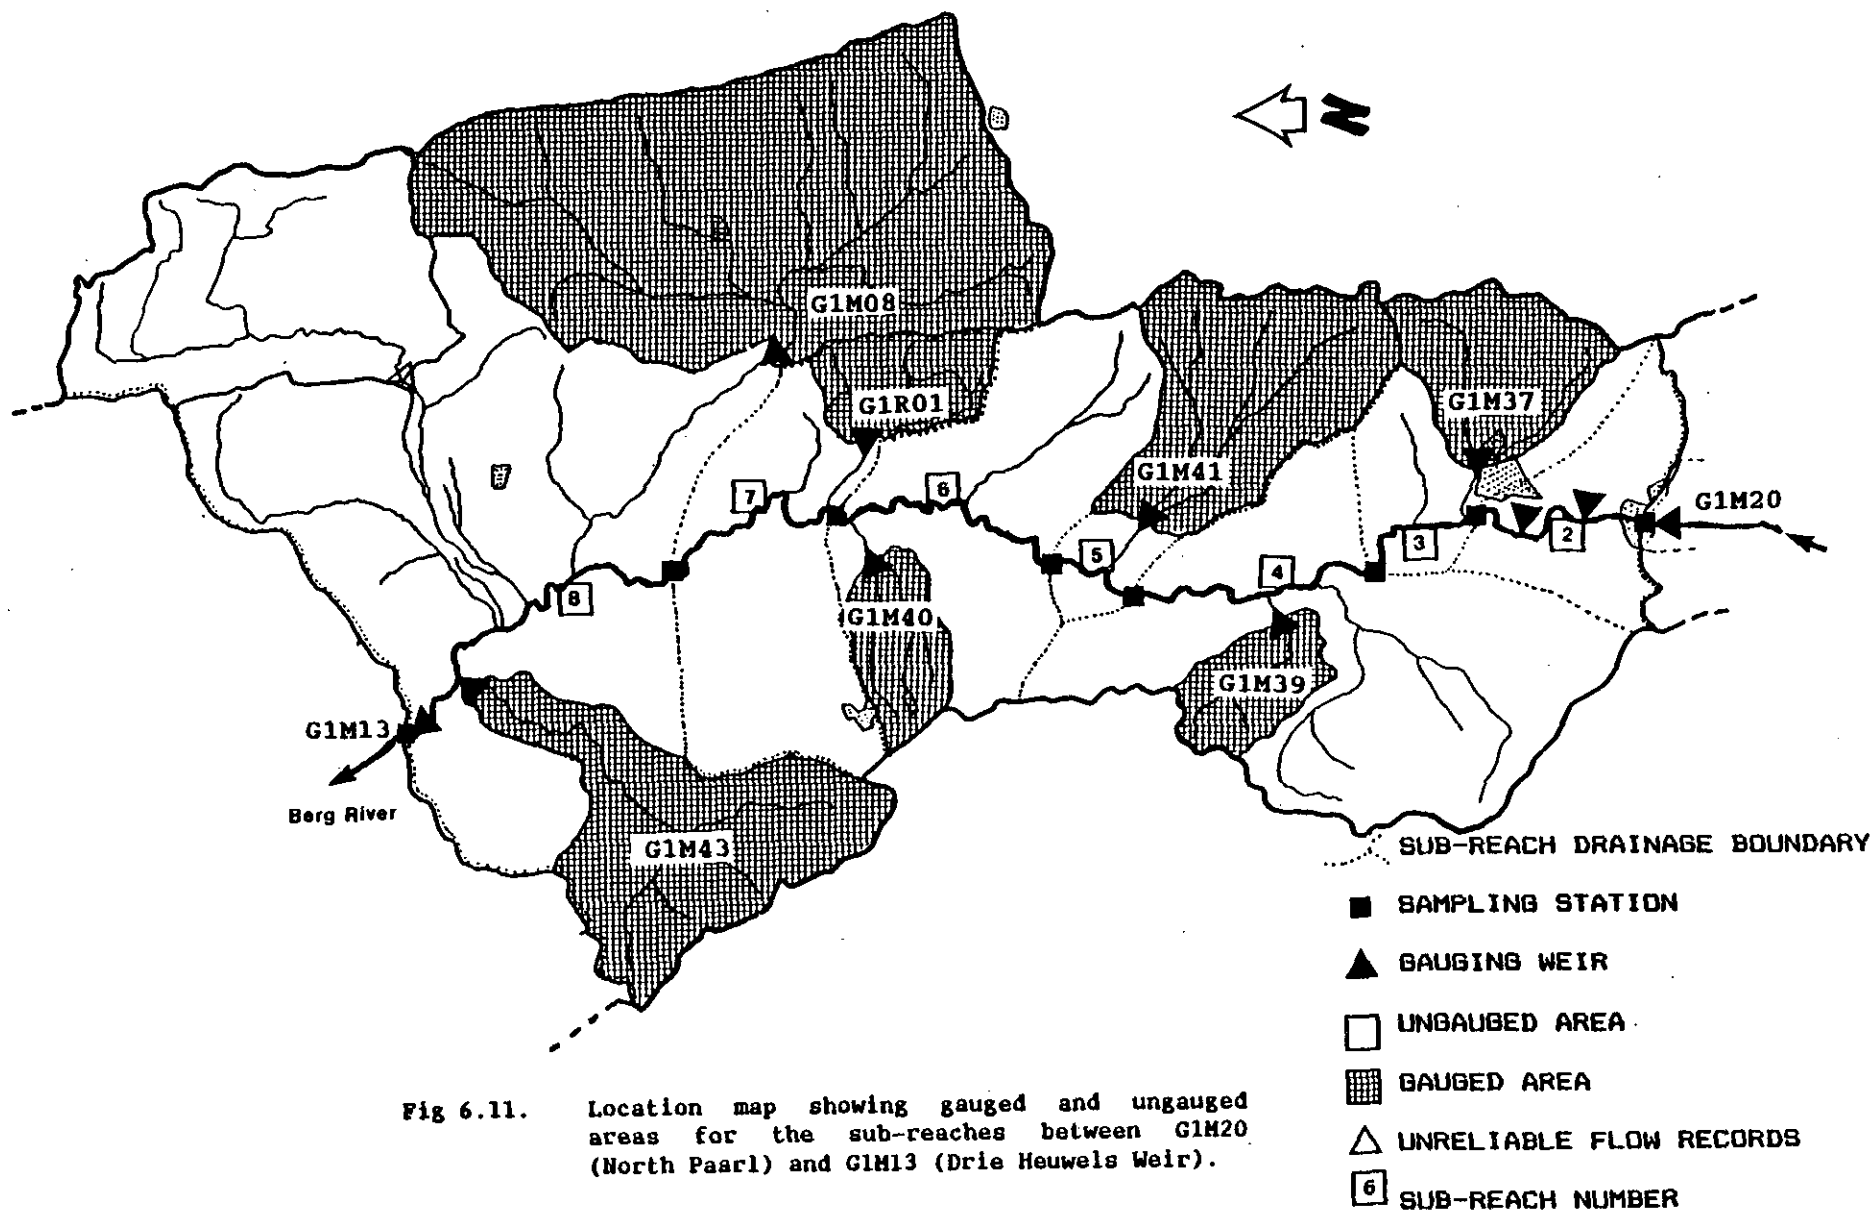 N
G1M08
G1R01
G1M37
G1M41
G1M20
7
6
5
4
3
2
8
G1M40
G1M39
G1M13
Berg River
G1M43
SUB-REACH DRAINAGE BOUNDARY
SAMPLING STATION
GAUGING WEIR
UNGAUGED AREA
GAUGED AREA
UNRELIABLE FLOW RECORDS
6 SUB-REACH NUMBER
Fig 6.11. Location map showing gauged and ungauged
areas for the sub-reaches between G1M20
(North Paarl) and G1M13 (Drie Heuwels Weir).